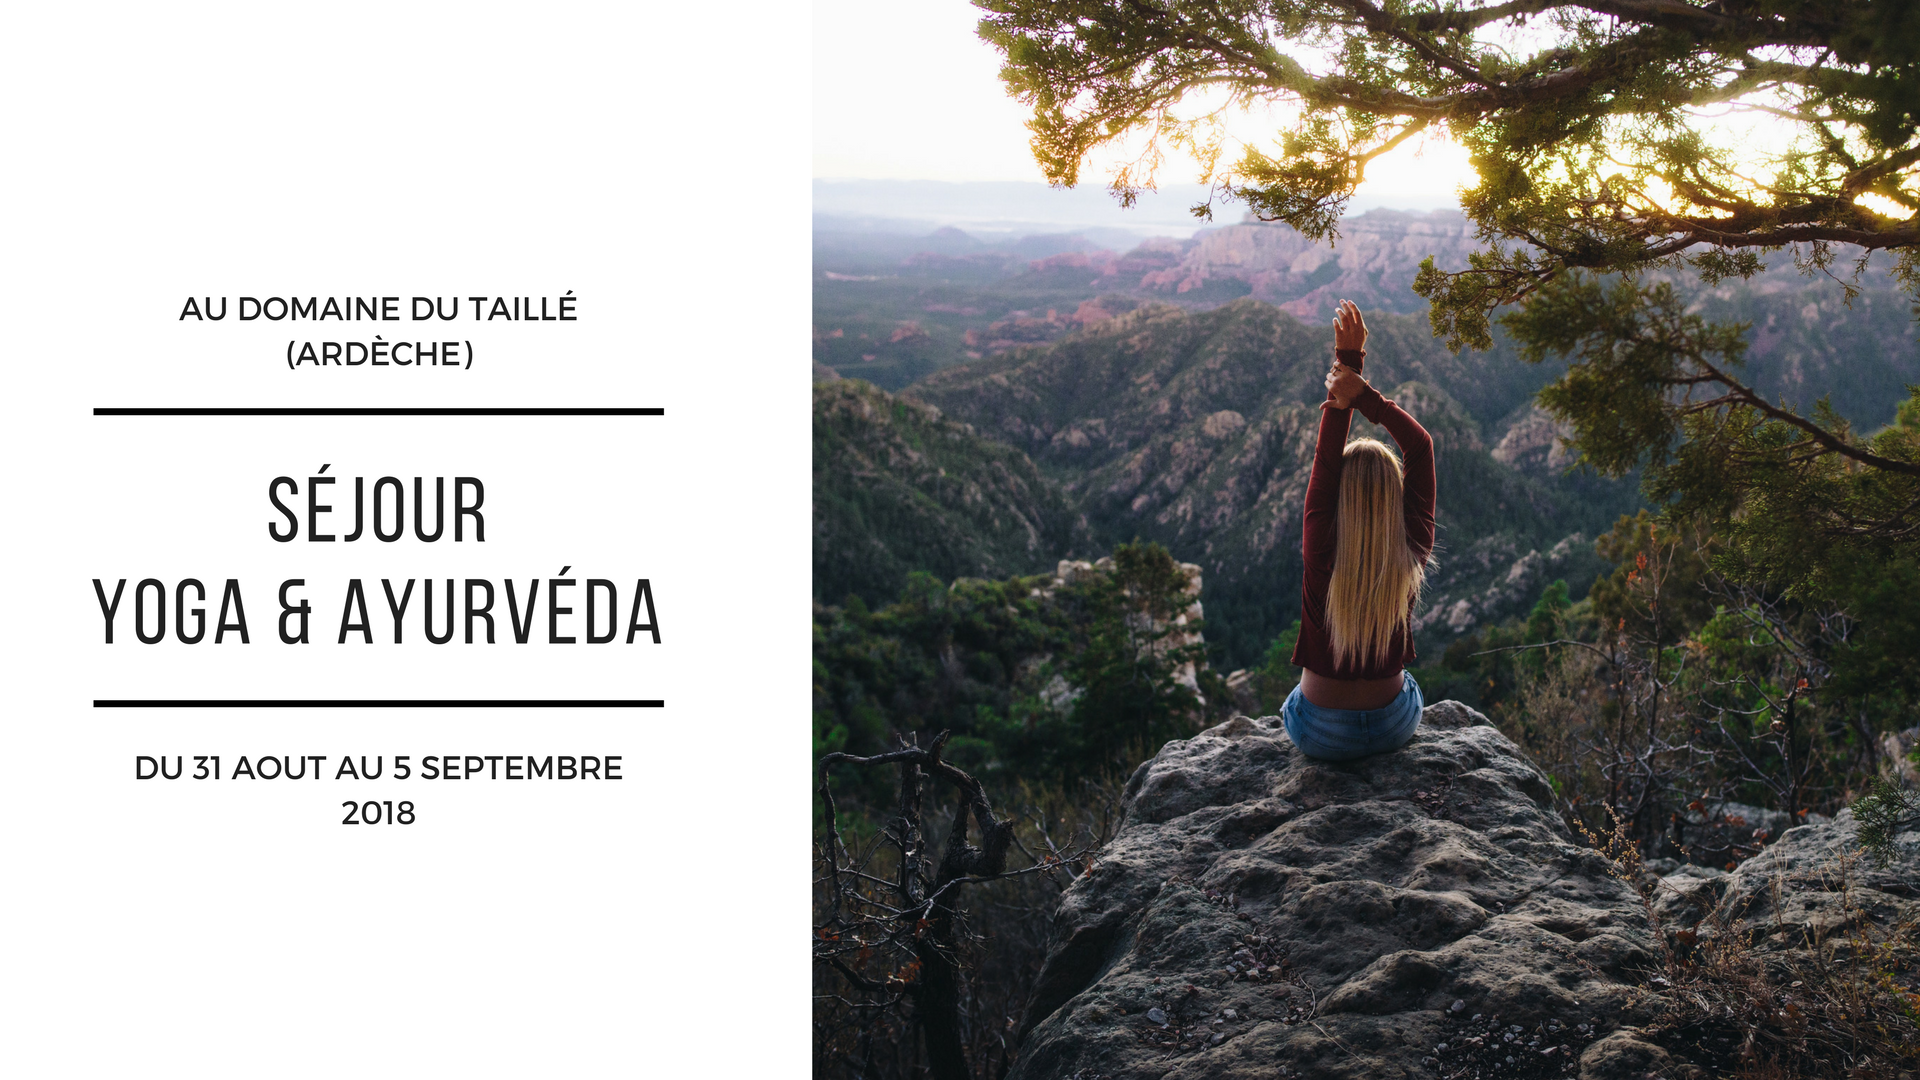 AU DOMAINE DU TAILLÉ
(ARDÈCHE)
SÉJOUR
YOGA & AYURVÉDA
DU 31 AOUT AU 5 SEPTEMBRE
2018